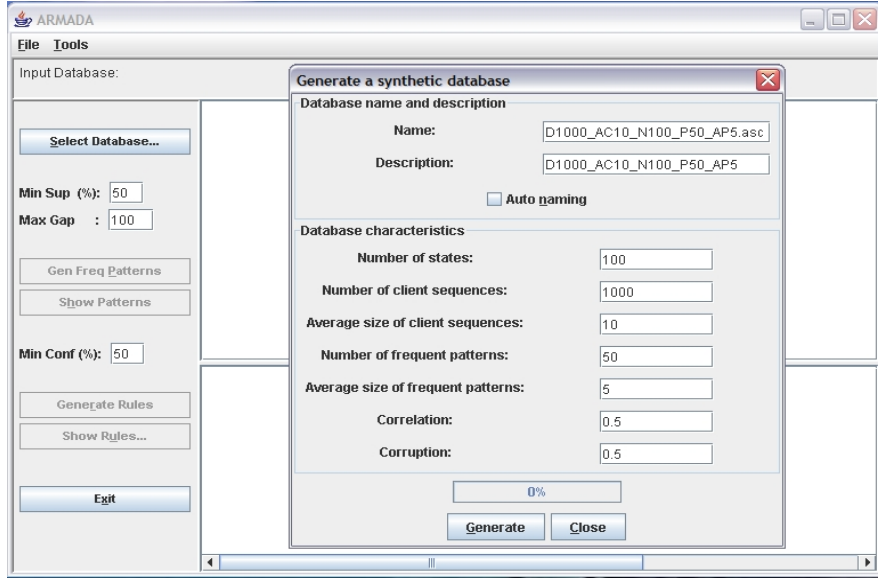 ARMADA
File Tools
Input Database:
Select Database...
Min Sup (%): 50
Max Gap : 100
Gen Freq Patterns
Show Patterns
Min Conf (%): 50
Generate Rules
Show Rules...
Exit
Generate a synthetic database
Database name and description
Name: D1000_AC10_N100_P50_AP5.asc
Description: D1000_AC10_N100_P50_AP5
Auto naming
Database characteristics
Number of states: 100
Number of client sequences: 1000
Average size of client sequences: 10
Number of frequent patterns: 50
Average size of frequent patterns: 5
Correlation: 0.5
Corruption: 0.5
0%
Generate Close